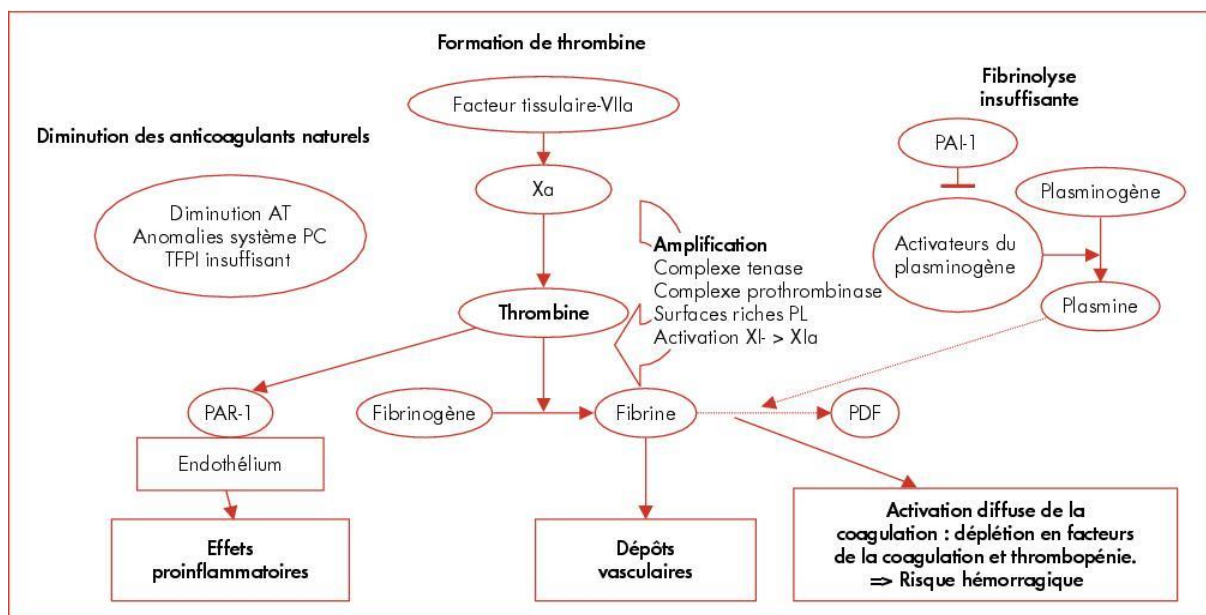 Formation de thrombine
Fibrinolyse
insuffisante
Facteur tissulaire-VIIa
Diminution des anticoagulants naturels
PAI-1
Xa
Plasminogène
Diminution AT
Anomalies système PC
TFPI insuffisant
Amplification
Complexe tenase
Complexe prothrombinase
Surfaces riches PL
Activation XI- > XIa
Activateurs du
plasminogène
Thrombine
Plasmine
PAR-1
Fibrinogène
Fibrine
PDF
Endothélium
Effets
proinflammatoires
Dépôts
vasculaires
Activation diffuse de la
coagulation : déplétion en facteurs
de la coagulation et thrombopénie.
=> Risque hémorragique